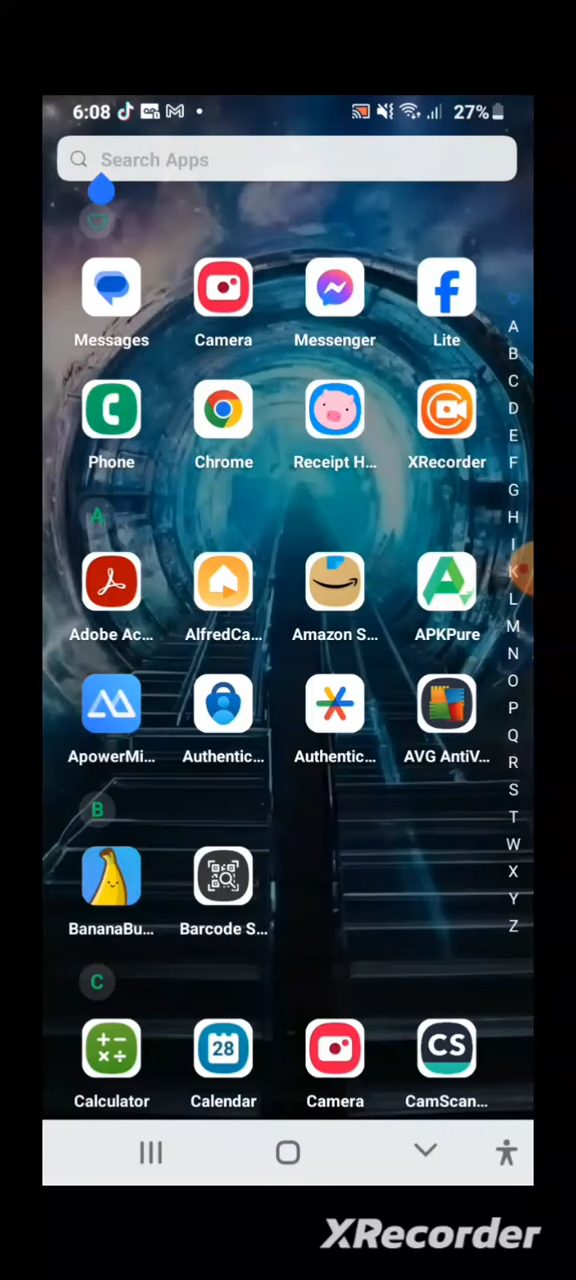 6:08 27%
Search Apps
Messages Camera Messenger Lite
Phone Chrome Receipt H... XRecorder
A
Adobe Ac... AlfredCa... Amazon S... APKPure
ApowerMi... Authentic... Authentic... AVG AntiV...
B
BananaBu... Barcode S...
C
28 CS
Calculator Calendar Camera CamScan...
A
B
C
D
E
F
G
H
I
K
L
M
N
O
P
Q
R
S
T
W
X
Y
Z
XRecorder